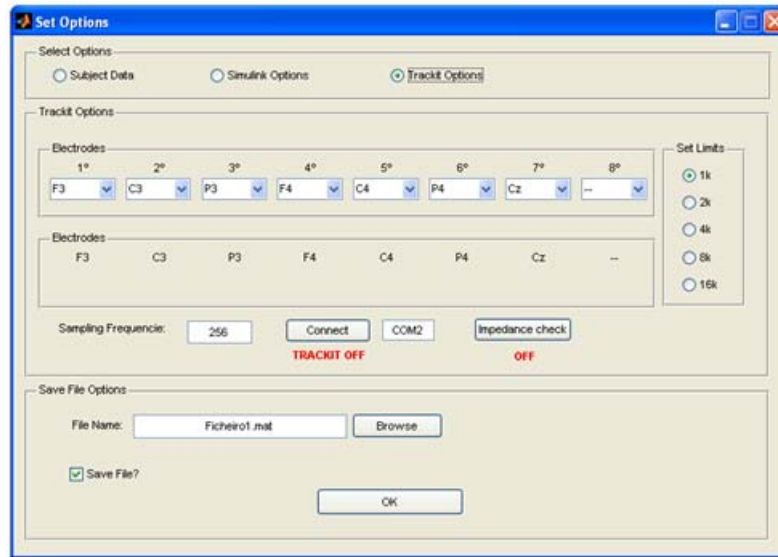 Set Options
Select Options
Subject Data Simulink Options Trackit Options
Trackit Options
Electrodes
1º 2º 3º 4º 5º 6º 7º 8º
F3 C3 P3 F4 C4 P4 Cz --
Electrodes
F3 C3 P3 F4 C4 P4 Cz --
Set Limits
1k
2k
4k
8k
16k
Sampling Frequencie: 256 Connect COM2 Impedance check
TRACKIT OFF OFF
Save File Options
File Name: Ficheiro1.mat Browse
Save File?
OK